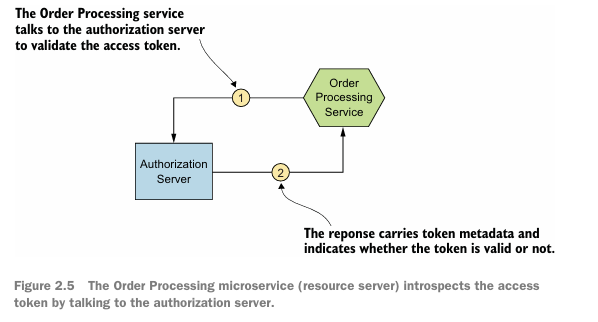 The Order Processing service
talks to the authorization server
to validate the access token.
1
Order
Processing
Service
Authorization
Server
2
The reponse carries token metadata and
indicates whether the token is valid or not.
Figure 2.5 The Order Processing microservice (resource server) introspects the access
token by talking to the authorization server.